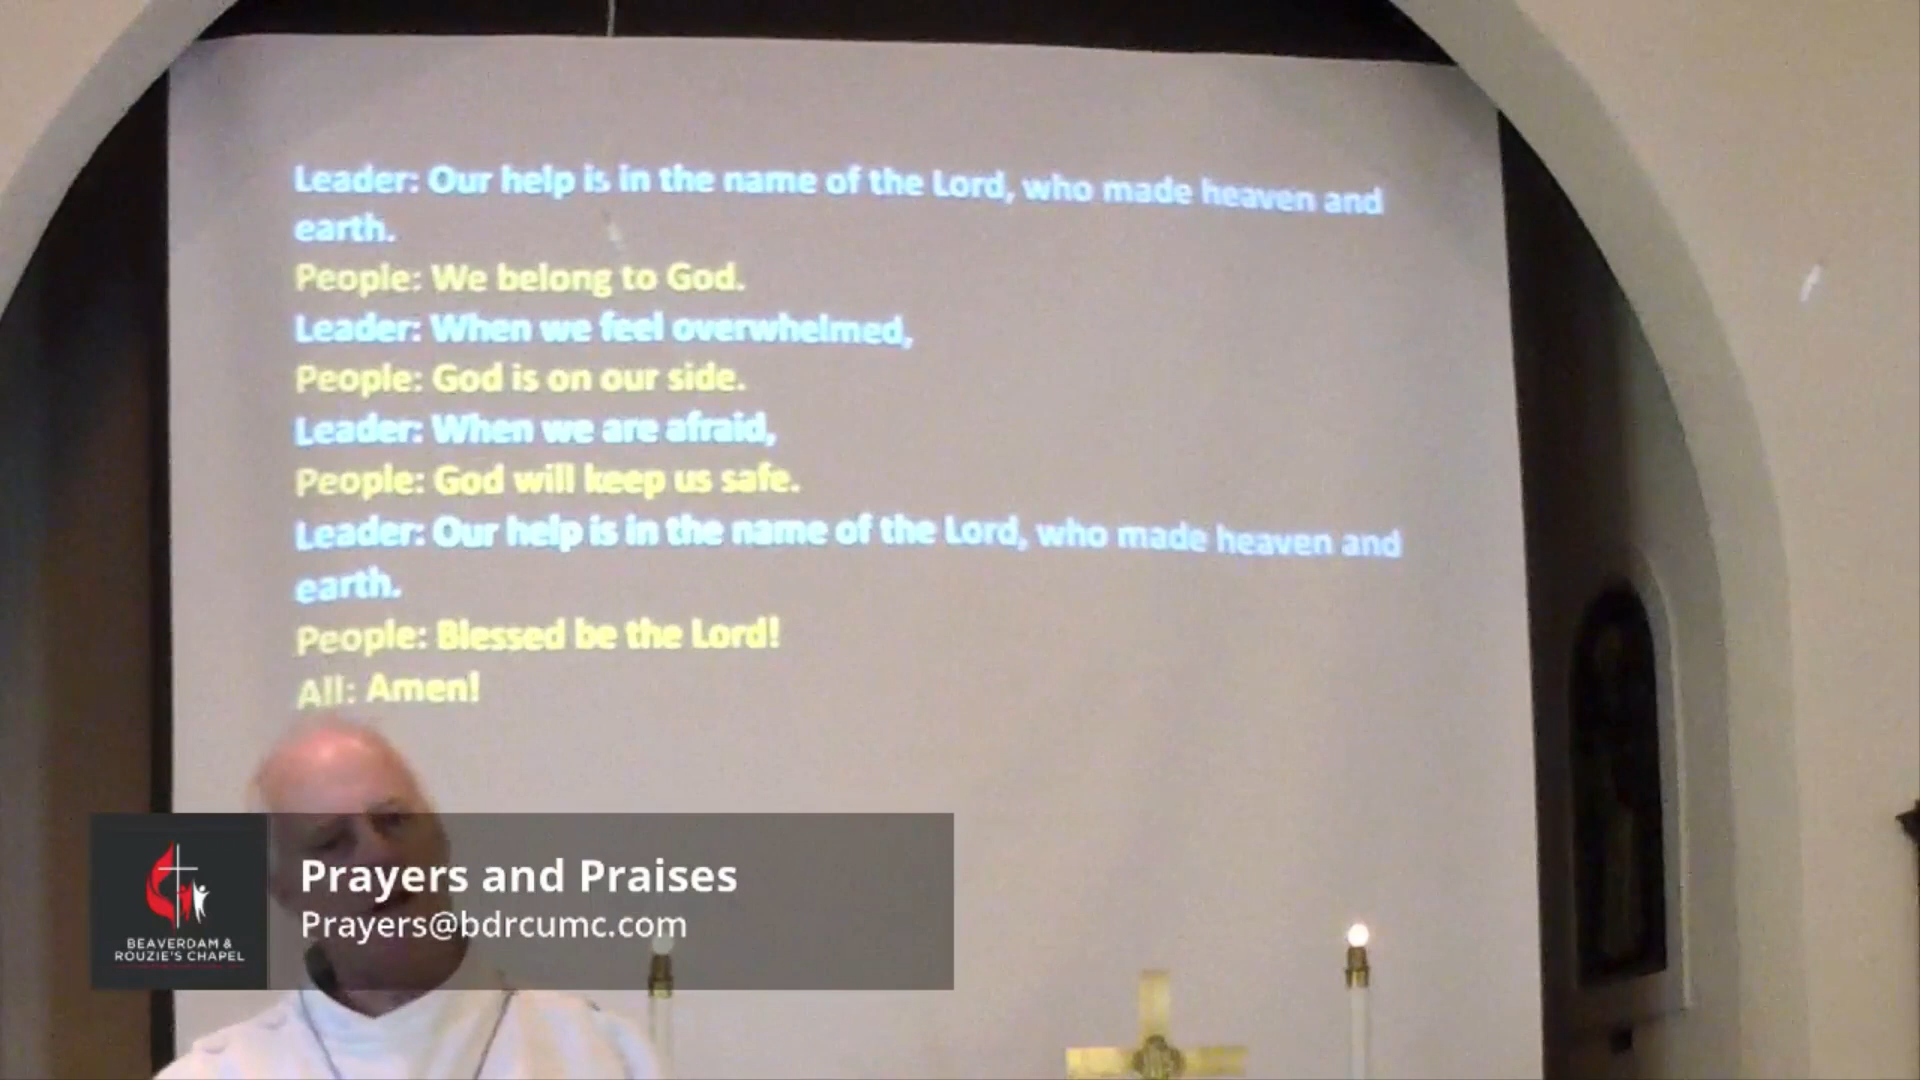 Leader: Our help is in the name of the Lord, who made heaven and
earth.
People: We belong to God.
Leader: When we feel overwhelmed,
People: God is on our side.
Leader: When we are afraid,
People: God will keep us safe.
Leader: Our help is in the name of the Lord, who made heaven and
earth.
People: Blessed be the Lord!
All: Amen!
Prayers and Praises
Prayers@bdrcumc.com
BEAVERDAM &
ROUZIE'S CHAPEL